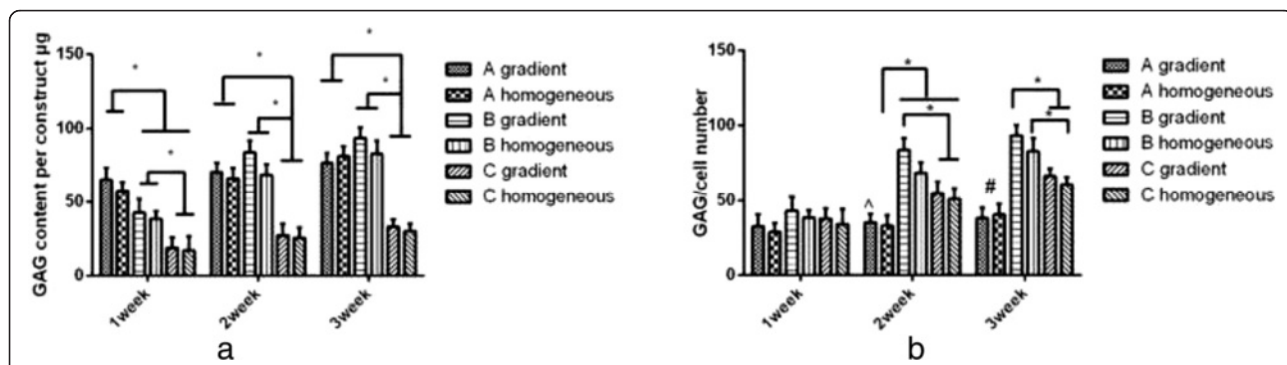 GAG content per construct µg
150
100
50
0
* * * * * *
1week 2week 3week
A gradient
A homogeneous
B gradient
B homogeneous
C gradient
C homogeneous
a
GAG/cell number
150
100
50
0
^ # * * * *
1week 2week 3week
A gradient
A homogeneous
B gradient
B homogeneous
C gradient
C homogeneous
b